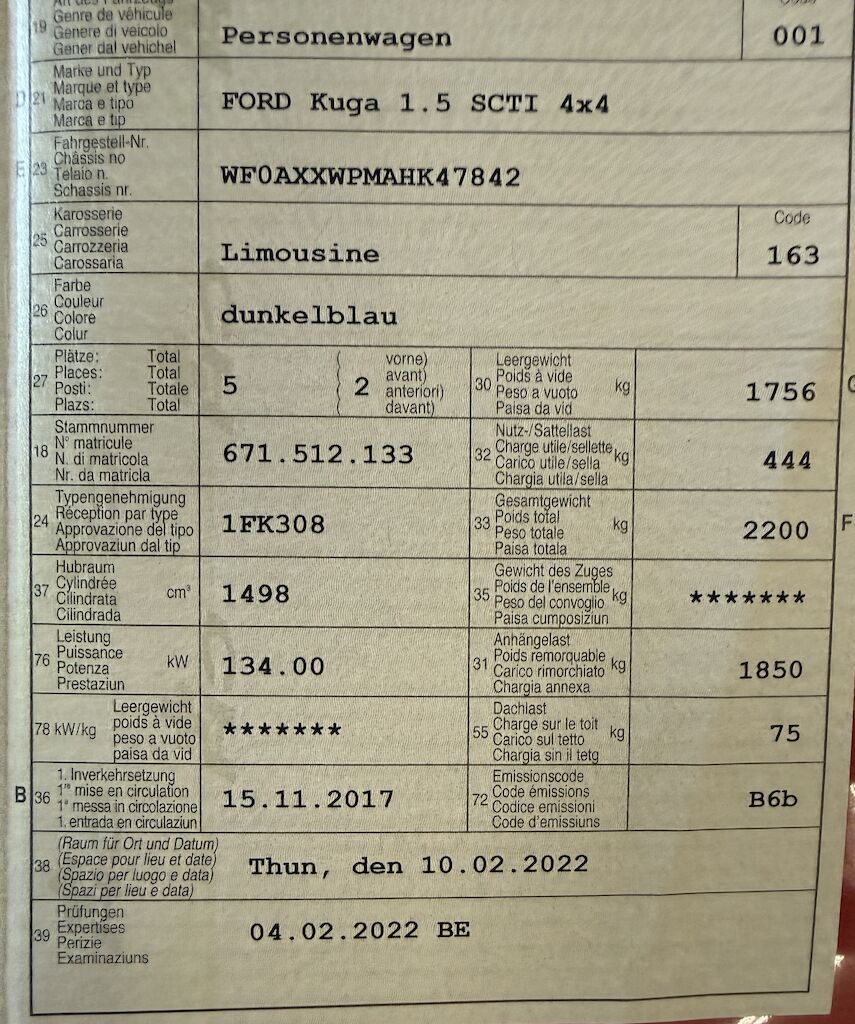 Genre de véhicule
19 Genere di veicolo
Gener dal vehichel
Personenwagen
001
Marke und Typ
Marque et type
D 21 Marca e tipo
Marca e tip
FORD Kuga 1.5 SCTI 4x4
Fahrgestell-Nr.
Châssis no
E 23 Telaio n.
Schassis nr.
WF0AXXWPMAHK47842
Karosserie
Carrosserie
25 Carrozzeria
Carossaria
Limousine
Code
163
Farbe
Couleur
26 Colore
Colur
dunkelblau
Plätze: Total
Places: Total
27 Posti: Totale
Plazs: Total
5
( vorne)
( 2 avant)
( anteriori)
( davant)
Leergewicht
30 Poids à vide kg
Peso a vuoto
Paisa da vid
1756
G
Stammnummer
18 N° matricule
N. di matricola
Nr. da matricla
671.512.133
Nutz-/Sattellast
32 Charge utile/sellette kg
Carico utile/sella
Chargia utila/sella
444
Typengenehmigung
24 Réception par type
Approvazione del tipo
Approvaziun dal tip
1FK308
Gesamtgewicht
33 Poids total kg
Peso totale
Paisa totala
2200
F
Hubraum
37 Cylindrée cm³
Cilindrata
Cilindrada
1498
Gewicht des Zuges
35 Poids de l'ensemble kg
Peso del convoglio
Paisa cumposiziun
*******
Leistung
76 Puissance kW
Potenza
Prestaziun
134.00
Anhängelast
31 Poids remorquable kg
Carico rimorchiato
Chargia annexa
1850
Leergewicht
78 kW/kg poids à vide
peso a vuoto
paisa da vid
*******
Dachlast
55 Charge sur le toit kg
Carico sul tetto
Chargia sin il tetg
75
1. Inverkehrsetzung
B 36 1re mise en circulation
1a messa in circolazione
1. entrada en circulaziun
15.11.2017
Emissionscode
72 Code émissions
Codice emissioni
Code d'emissiuns
B6b
(Raum für Ort und Datum)
38 (Espace pour lieu et date)
(Spazio per luogo e data)
(Spazi per lieu e data)
Thun, den 10.02.2022
Prüfungen
39 Expertises
Perizie
Examinaziuns
04.02.2022 BE